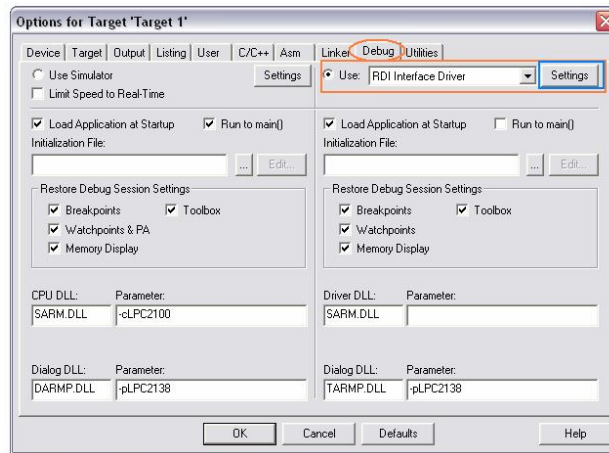 Options for Target 'Target 1'
Device Target Output Listing User C/C++ Asm Linker Debug Utilities
Use Simulator Settings
Limit Speed to Real-Time
Use: RDI Interface Driver Settings
Load Application at Startup Run to main()
Initialization File:
... Edit...
Load Application at Startup Run to main()
Initialization File:
... Edit...
Restore Debug Session Settings
Breakpoints Toolbox
Watchpoints & PA
Memory Display
Restore Debug Session Settings
Breakpoints Toolbox
Watchpoints
Memory Display
CPU DLL: Parameter:
SARM.DLL -cLPC2100
Driver DLL: Parameter:
SARM.DLL
Dialog DLL: Parameter:
DARMP.DLL -pLPC2138
Dialog DLL: Parameter:
TARMP.DLL -pLPC2138
OK Cancel Defaults Help